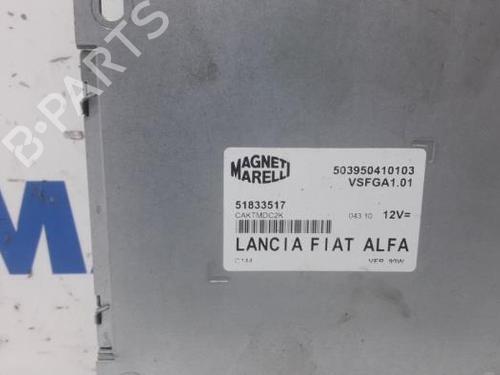 B-PARTS
MAGNETI
MARELLI
503950410103
VSFGA1.01
51833517
CAKTMDC2K
043 10
12V=
LANCIA FIAT ALFA